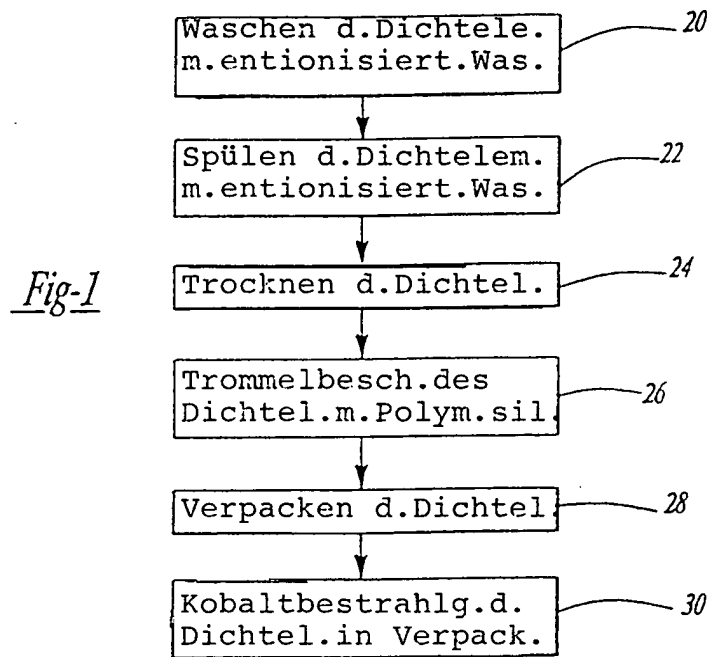 Waschen d.Dichtele.
m.entionisiert.Was.
20
Spülen d.Dichtelem.
m.entionisiert.Was.
22
Trocknen d.Dichtel.
24
Fig-1
Trommelbesch.des
Dichtel.m.Polym.sil.
26
Verpacken d.Dichtel.
28
Kobaltbestrahlg.d.
Dichtel.in Verpack.
30